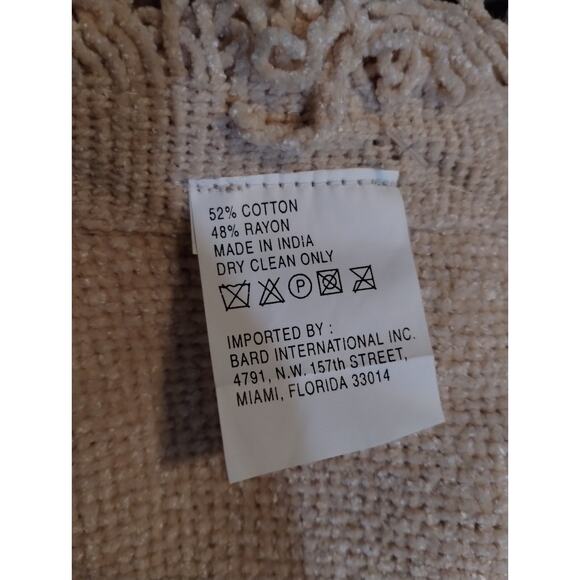 52% COTTON
48% RAYON
MADE IN INDIA
DRY CLEAN ONLY
P
IMPORTED BY :
BARD INTERNATIONAL INC.
4791, N.W. 157th STREET,
MIAMI, FLORIDA 33014